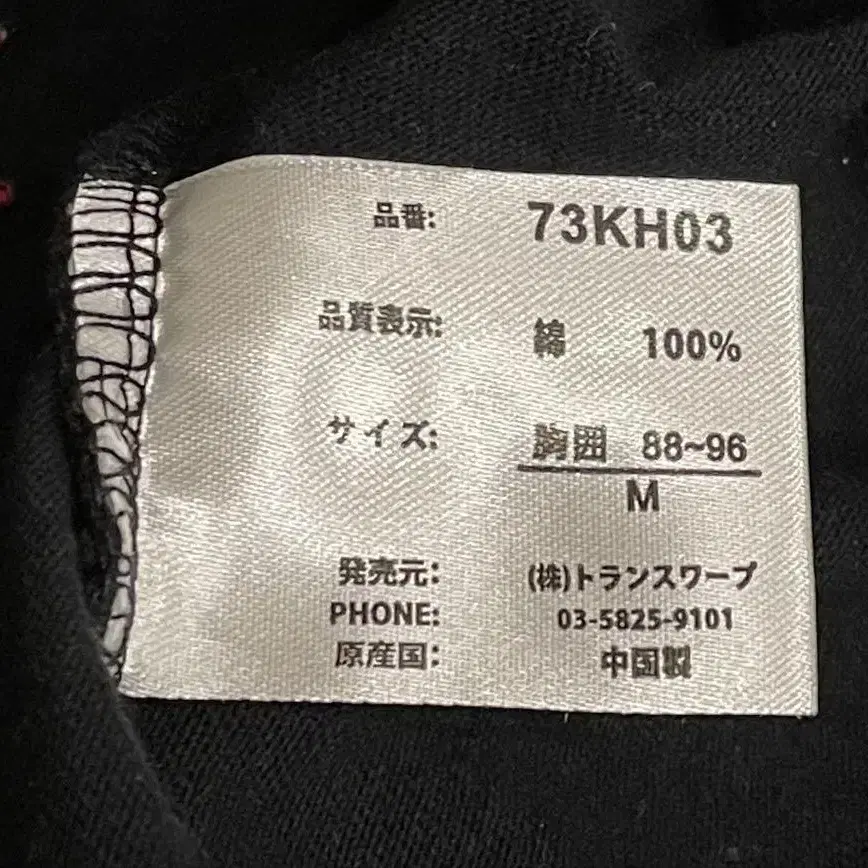 品番: 73KH03
品質表示: 綿 100%
サイズ: 胸囲 88~96
M
発売元: (株)トランスワープ
PHONE: 03-5825-9101
原産国: 中国製